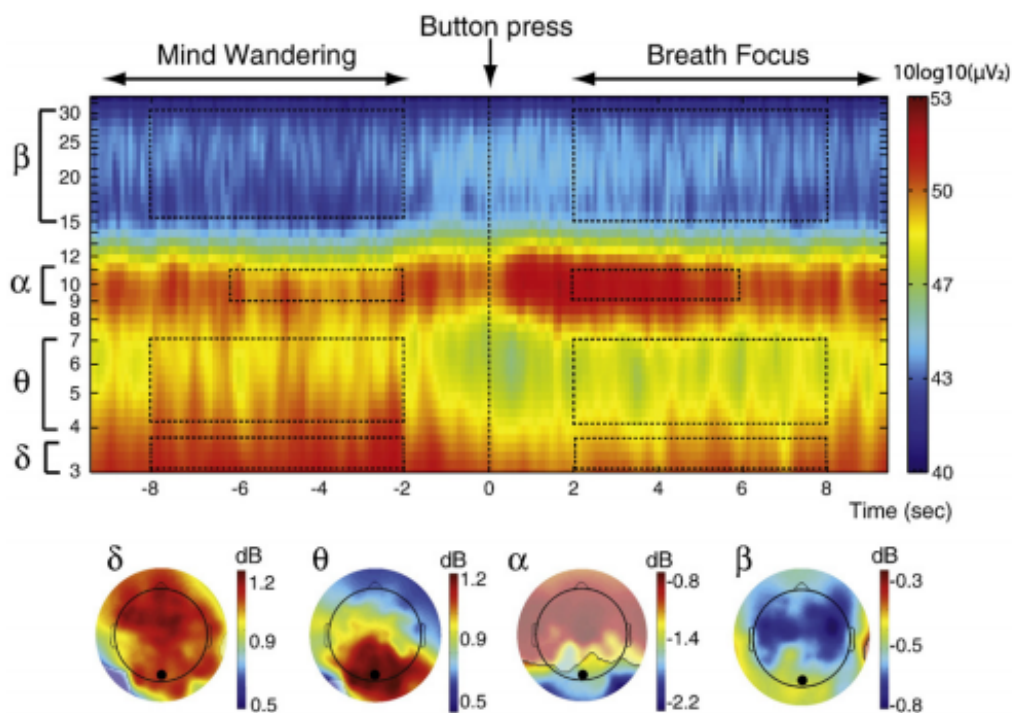 Button press
Mind Wandering
Breath Focus
10log10(μV₂)
β
30
25
20
15
α
12
10
9
8
θ
7
6
5
4
δ
3
53
50
47
43
40
-8
-6
-4
-2
0
2
4
6
8
Time (sec)
δ
dB
1.2
0.9
0.5
θ
dB
1.2
0.9
0.5
α
dB
-0.8
-1.4
-2.2
β
dB
-0.3
-0.5
-0.8